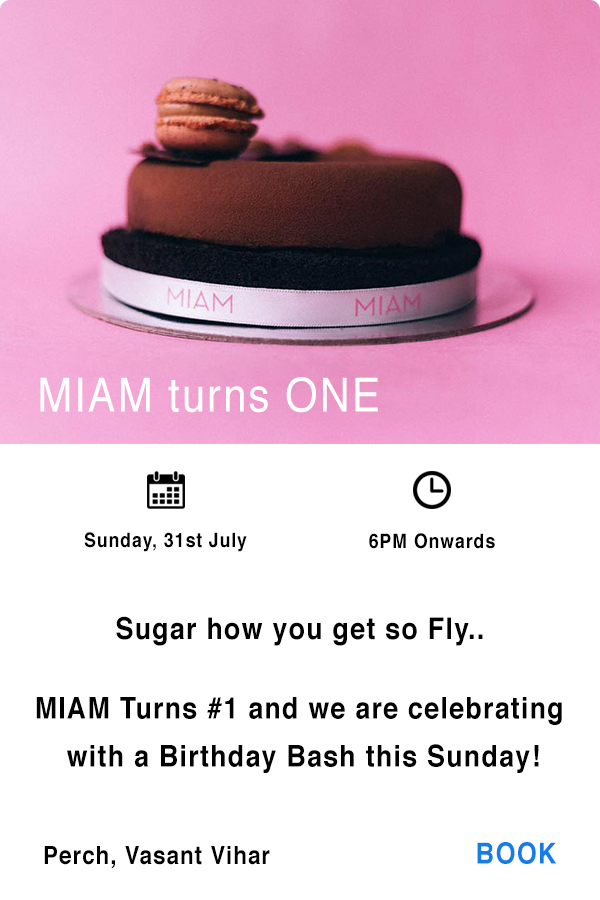 MIAM MIAM
MIAM turns ONE
Sunday, 31st July
6PM Onwards
Sugar how you get so Fly..
MIAM Turns #1 and we are celebrating
with a Birthday Bash this Sunday!
Perch, Vasant Vihar
BOOK